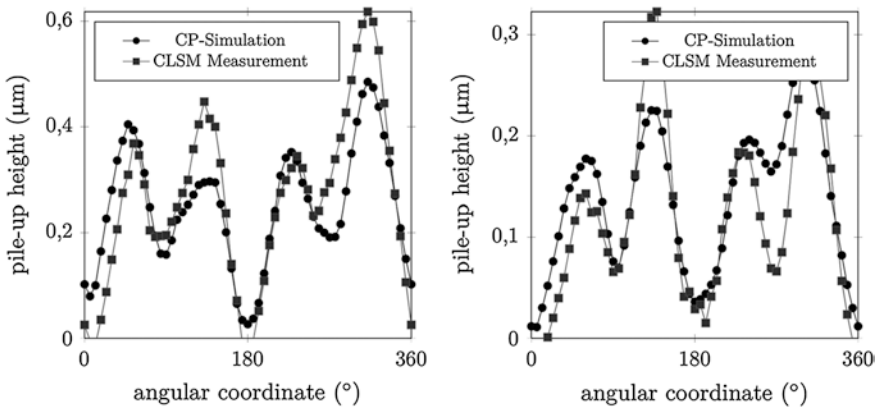 0,6
0,4
0,2
0
0
180
360
pile-up height (μm)
angular coordinate (°)
CP-Simulation
CLSM Measurement
0,3
0,2
0,1
0
0
180
360
pile-up height (μm)
angular coordinate (°)
CP-Simulation
CLSM Measurement